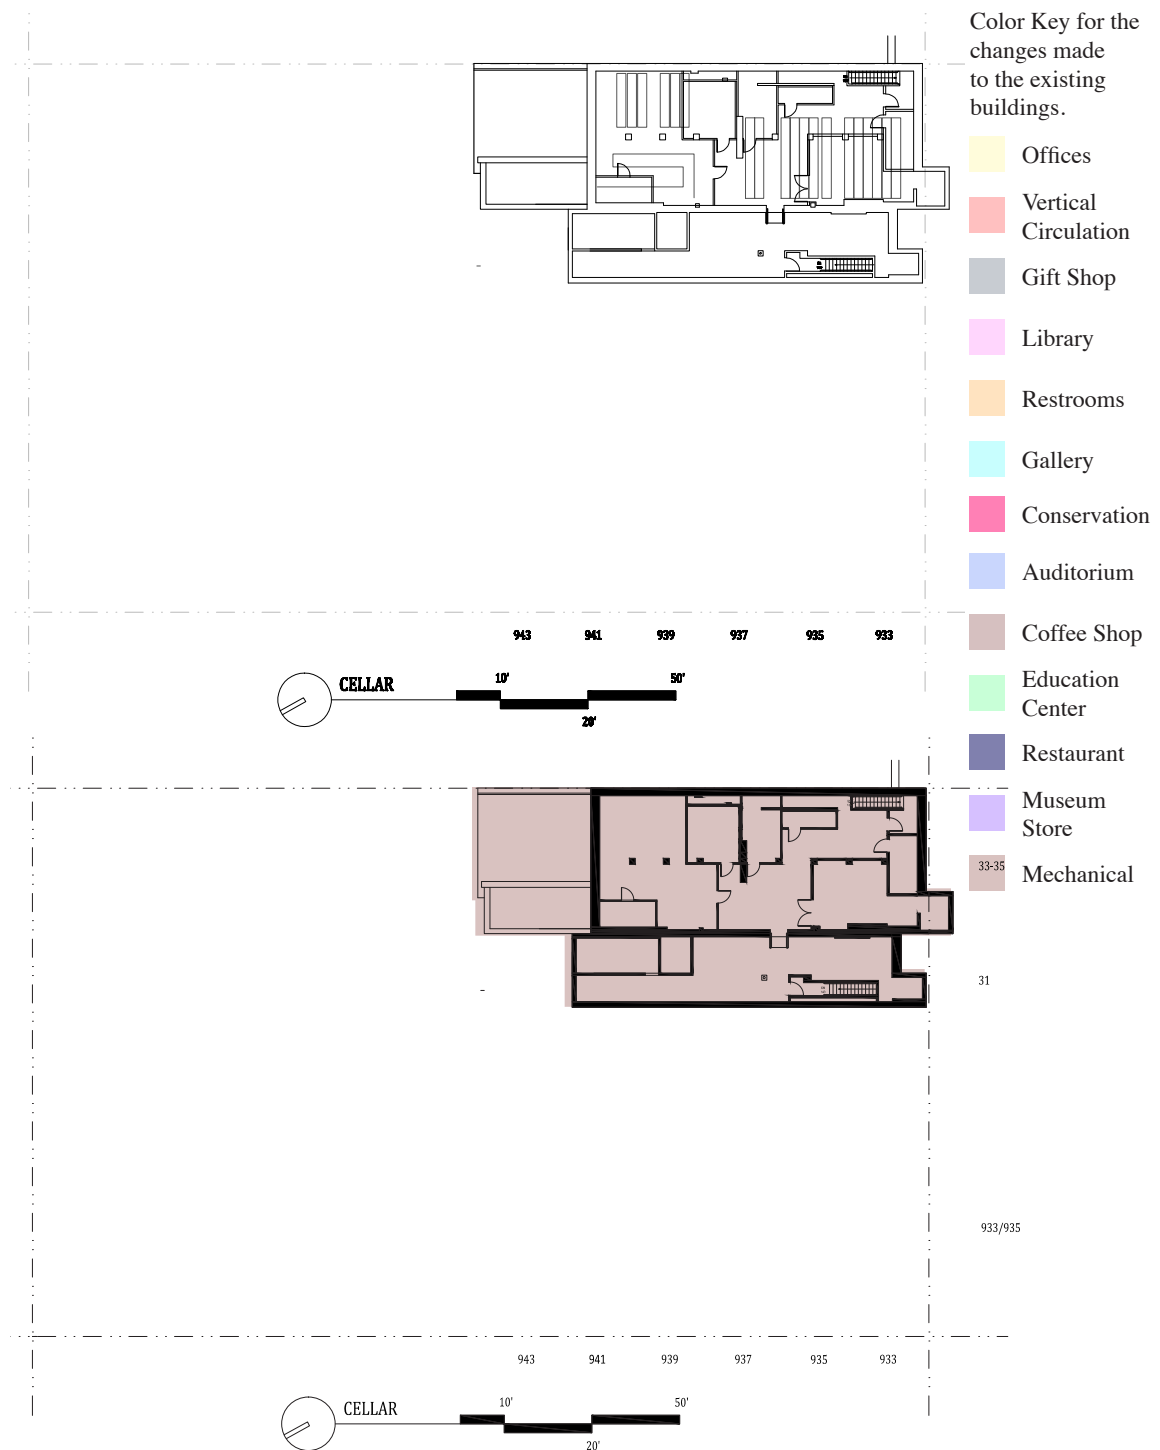 Color Key for the
changes made
to the existing
buildings.
Offices
Vertical
Circulation
Gift Shop
Library
Restrooms
Gallery
Conservation
Auditorium
Coffee Shop
Education
Center
Restaurant
Museum
Store
Mechanical
943 941 939 937 935 933
CELLAR
10' 50'
20'
33-35
31
933/935
943 941 939 937 935 933
CELLAR
10' 50'
20'